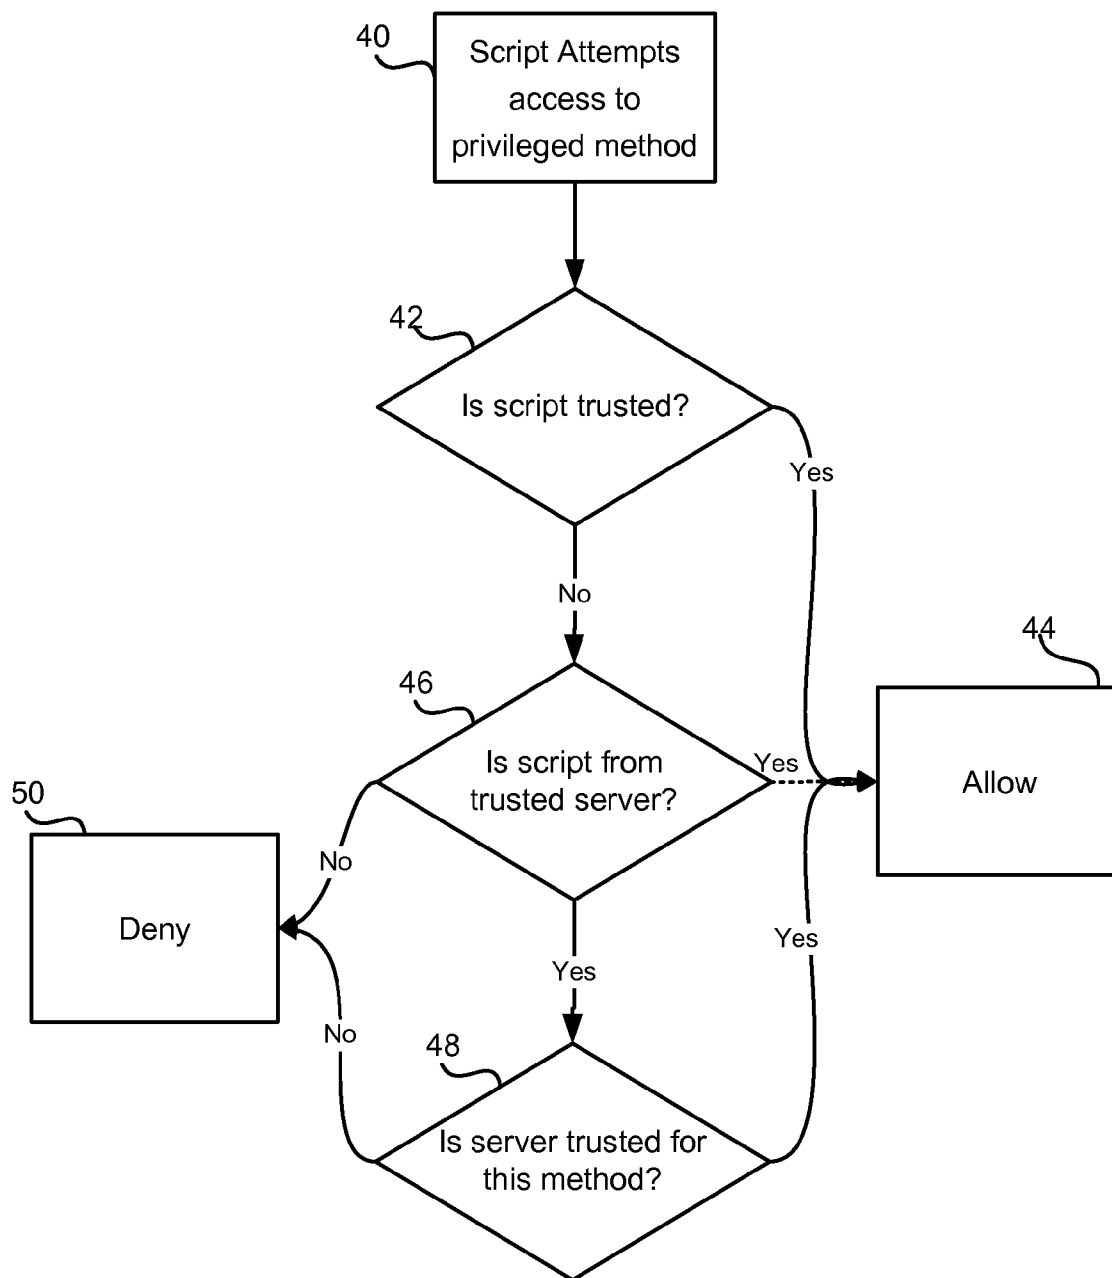 40
Script Attempts
access to
privileged method
42
Is script trusted?
Yes
No
44
46
Is script from
trusted server?
Yes
Allow
50
No
Deny
Yes
Yes
No
48
Is server trusted for
this method?